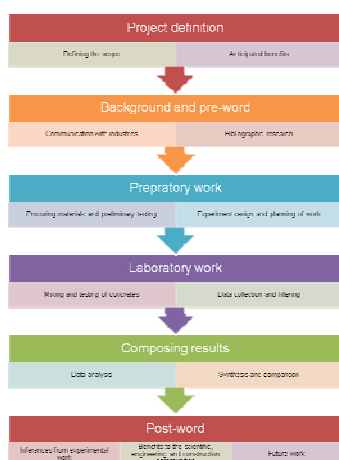 Project definition
Defining the scope
Anticipated benefits
Background and pre-word
Communication with industries
Bibliographic research
Prepratory work
Procuring materials and preliminary testing
Experiment design and planning of work
Laboratory work
Mixing and testing of concretes
Data collection and filtering
Composing results
Data analysis
Synthesis and comparison
Post-word
Inferences from experimental
work
Benefits to the scientific,
engineering, and construction
Future work